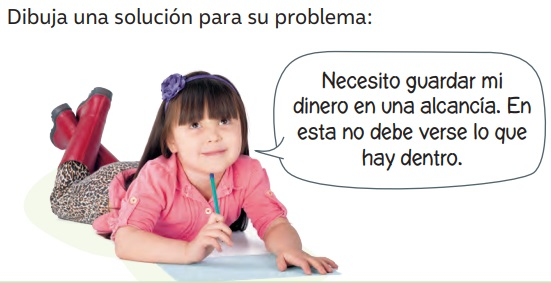 Dibuja una solución para su problema:
Necesito guardar mi
dinero en una alcancía. En
esta no debe verse lo que
hay dentro.